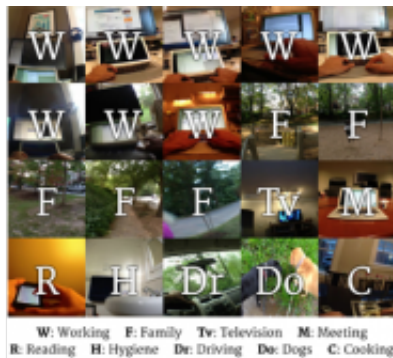 W W W W W
W W W F F
F F F Tv M
R H Dr Do C
W: Working F: Family Tv: Television M: Meeting
R: Reading H: Hygiene Dr: Driving Do: Dogs C: Cooking